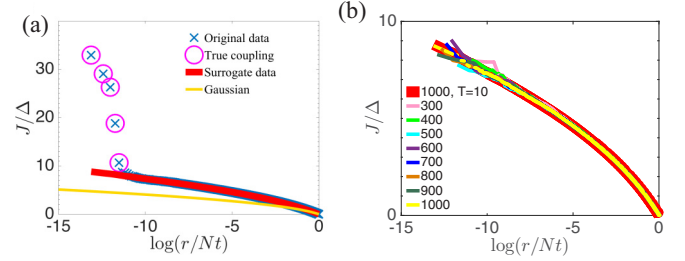 (a)
Original data
True coupling
Surrogate data
Gaussian
30
20
10
0
J/Δ
-15
-10
-5
0
log(r/Nt)
(b)
10
5
0
J/Δ
1000, T=10
300
400
500
600
700
800
900
1000
-15
-10
-5
0
log(r/Nt)